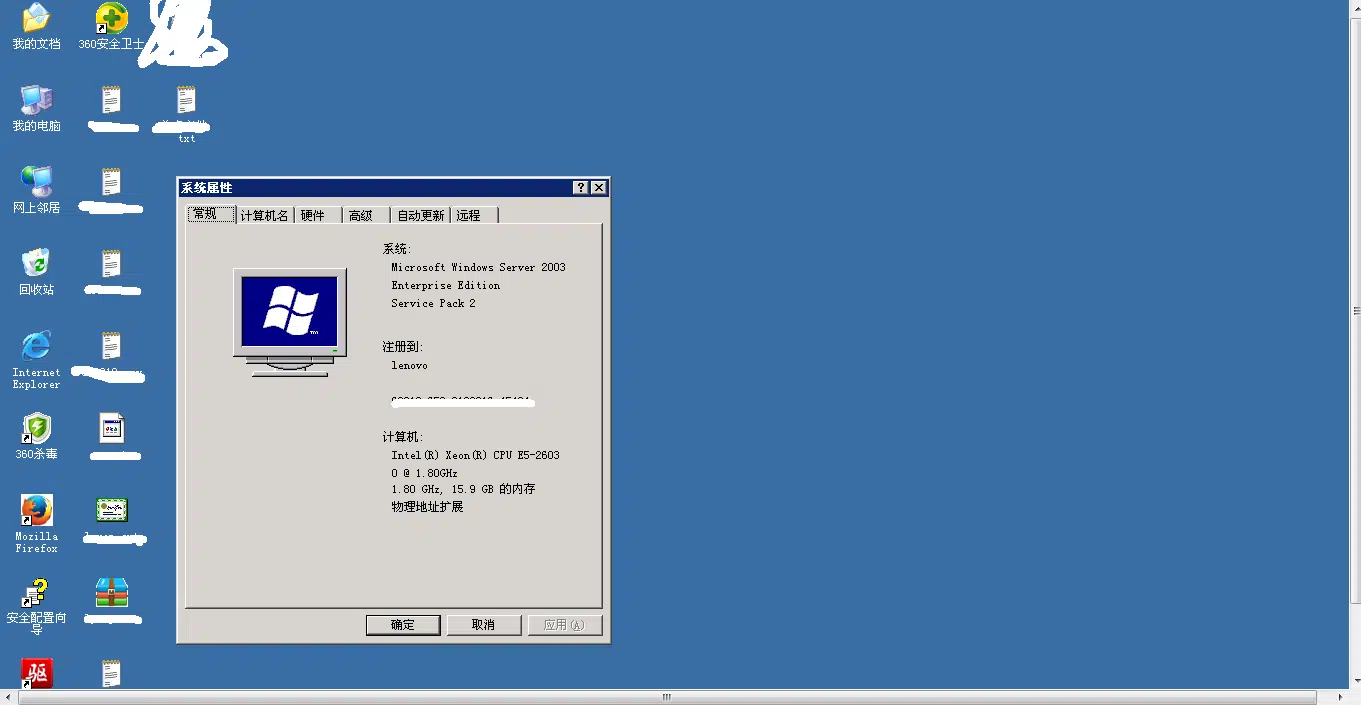 我的文档
360安全卫士
我的电脑
txt
网上邻居
回收站
Internet
Explorer
360杀毒
Mozilla
Firefox
安全配置向
导
驱
系统属性
常规
计算机名
硬件
高级
自动更新
远程
系统:
Microsoft Windows Server 2003
Enterprise Edition
Service Pack 2
注册到:
lenovo
计算机:
Intel(R) Xeon(R) CPU E5-2603
0 @ 1.80GHz
1.80 GHz, 15.9 GB 的内存
物理地址扩展
确定
取消
应用(A)